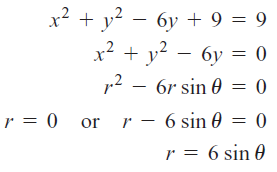 x² + y² − 6y + 9 = 9
x² + y² − 6y = 0
r² − 6r sin θ = 0
r = 0 or r − 6 sin θ = 0
r = 6 sin θ